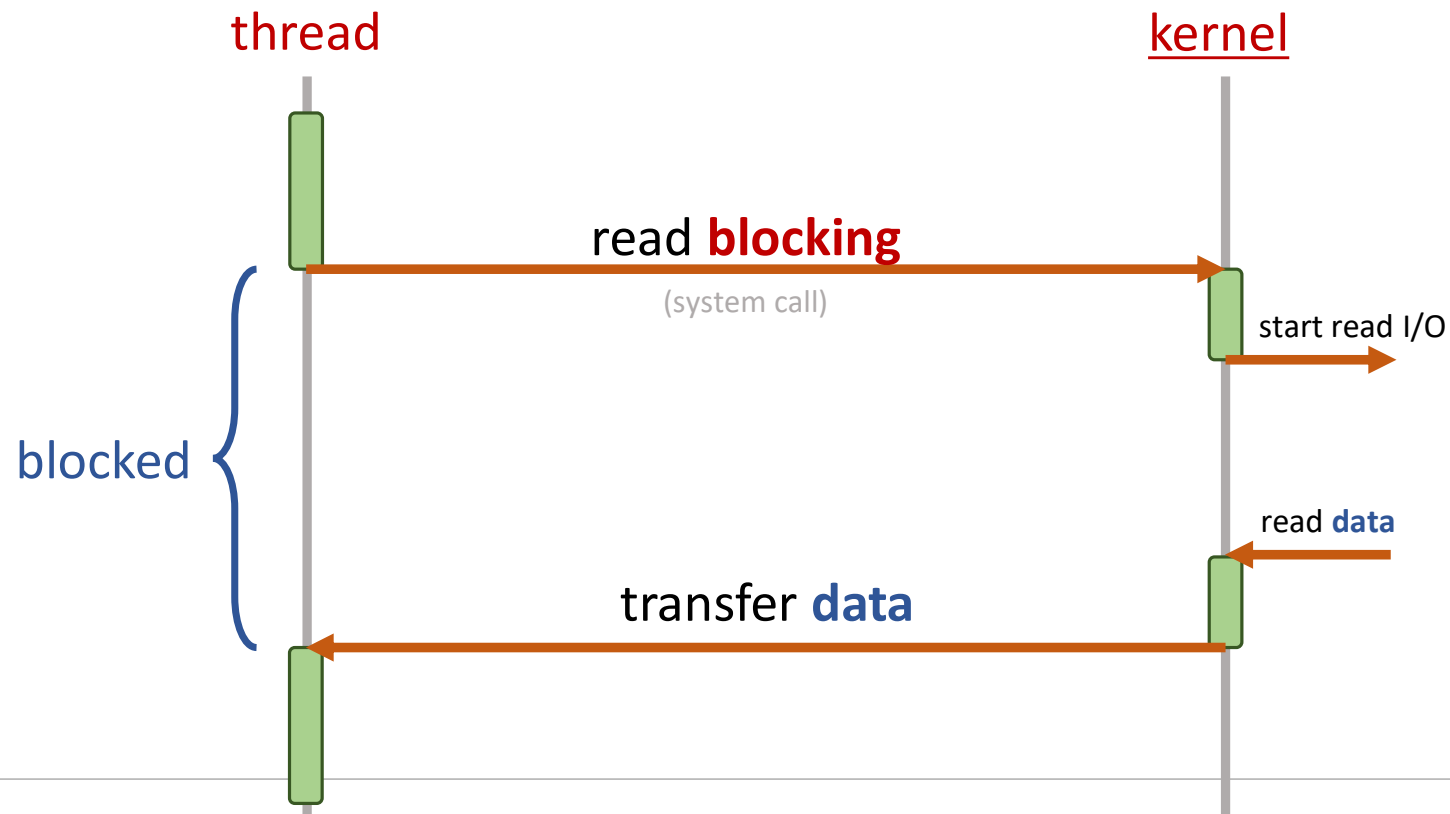 thread
kernel
read blocking
(system call)
start read I/O
blocked
read data
transfer data